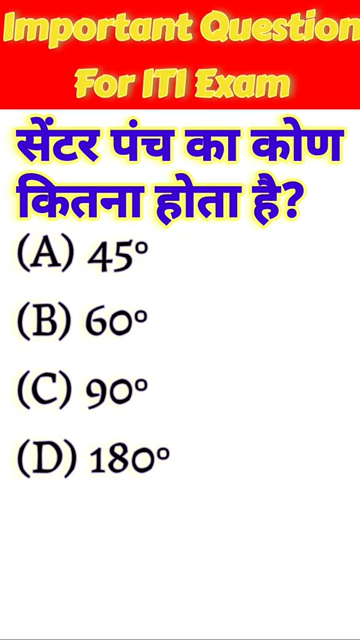 Important Question
For ITI Exam
सेंटर पंच का कोण
कितना होता है?
(A) 45°
(B) 60°
(C) 90°
(D) 180°